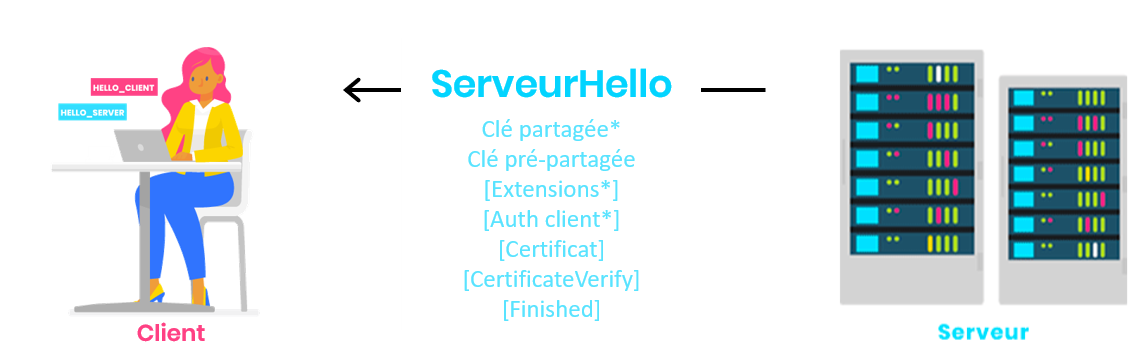 ServeurHello
HELLO_CLIENT
HELLO_SERVER
Clé partagée*
Clé pré-partagée
[Extensions*]
[Auth client*]
[Certificat]
[CertificateVerify]
[Finished]
Client
Serveur